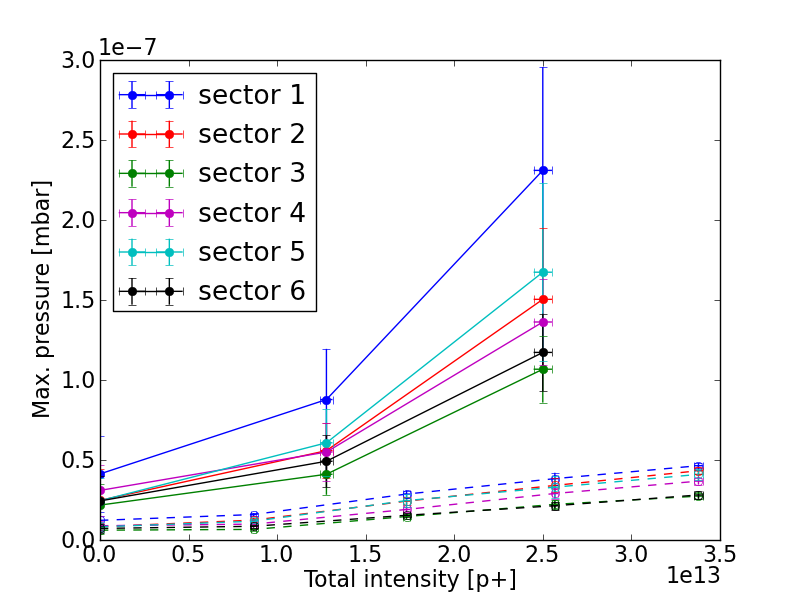 1e−7
3.0
2.5
2.0
1.5
1.0
0.5
0.0
Max. pressure [mbar]
sector 1
sector 2
sector 3
sector 4
sector 5
sector 6
0.0 0.5 1.0 1.5 2.0 2.5 3.0 3.5
Total intensity [p+]
1e13